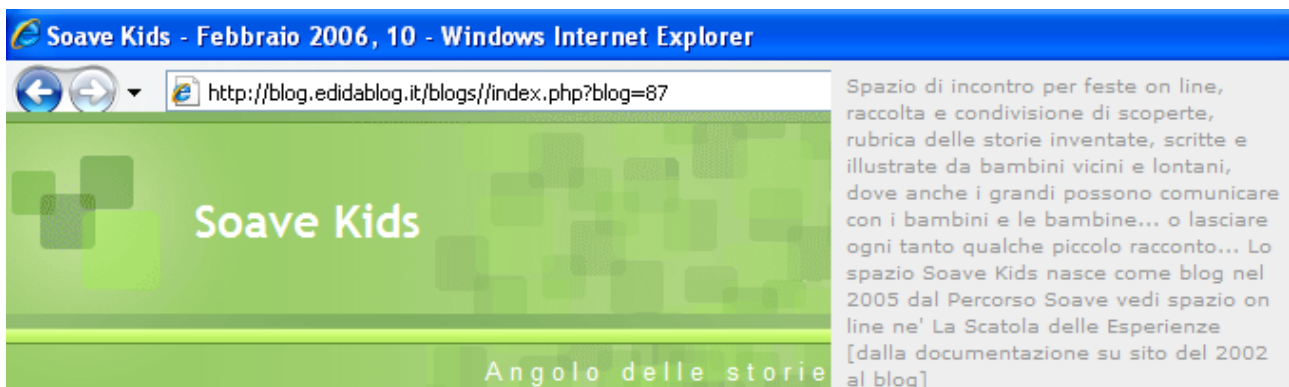 Soave Kids - Febbraio 2006, 10 - Windows Internet Explorer
http://blog.edidablog.it/blogs//index.php?blog=87
Soave Kids
Angolo delle storie
Spazio di incontro per feste on line,
raccolta e condivisione di scoperte,
rubrica delle storie inventate, scritte e
illustrate da bambini vicini e lontani,
dove anche i grandi possono comunicare
con i bambini e le bambine... o lasciare
ogni tanto qualche piccolo racconto... Lo
spazio Soave Kids nasce come blog nel
2005 dal Percorso Soave vedi spazio on
line ne' La Scatola delle Esperienze
[dalla documentazione su sito del 2002
al blog]